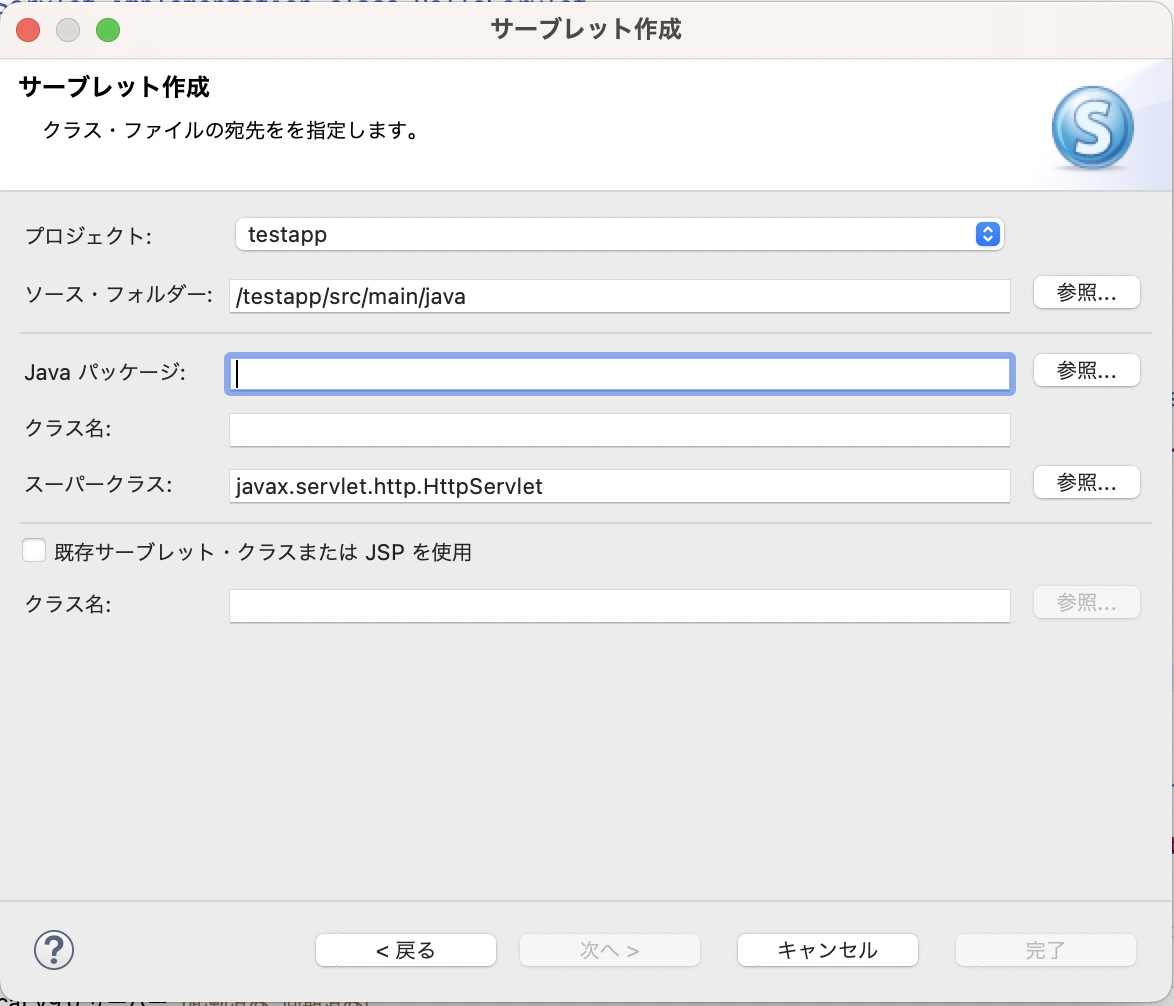 サーブレット作成
サーブレット作成
クラス・ファイルの宛先をを指定します。
プロジェクト: testapp
ソース・フォルダー: /testapp/src/main/java 参照...
Java パッケージ: 参照...
クラス名:
スーパークラス: javax.servlet.http.HttpServlet 参照...
既存サーブレット・クラスまたは JSP を使用
クラス名: 参照...
? < 戻る 次へ > キャンセル 完了